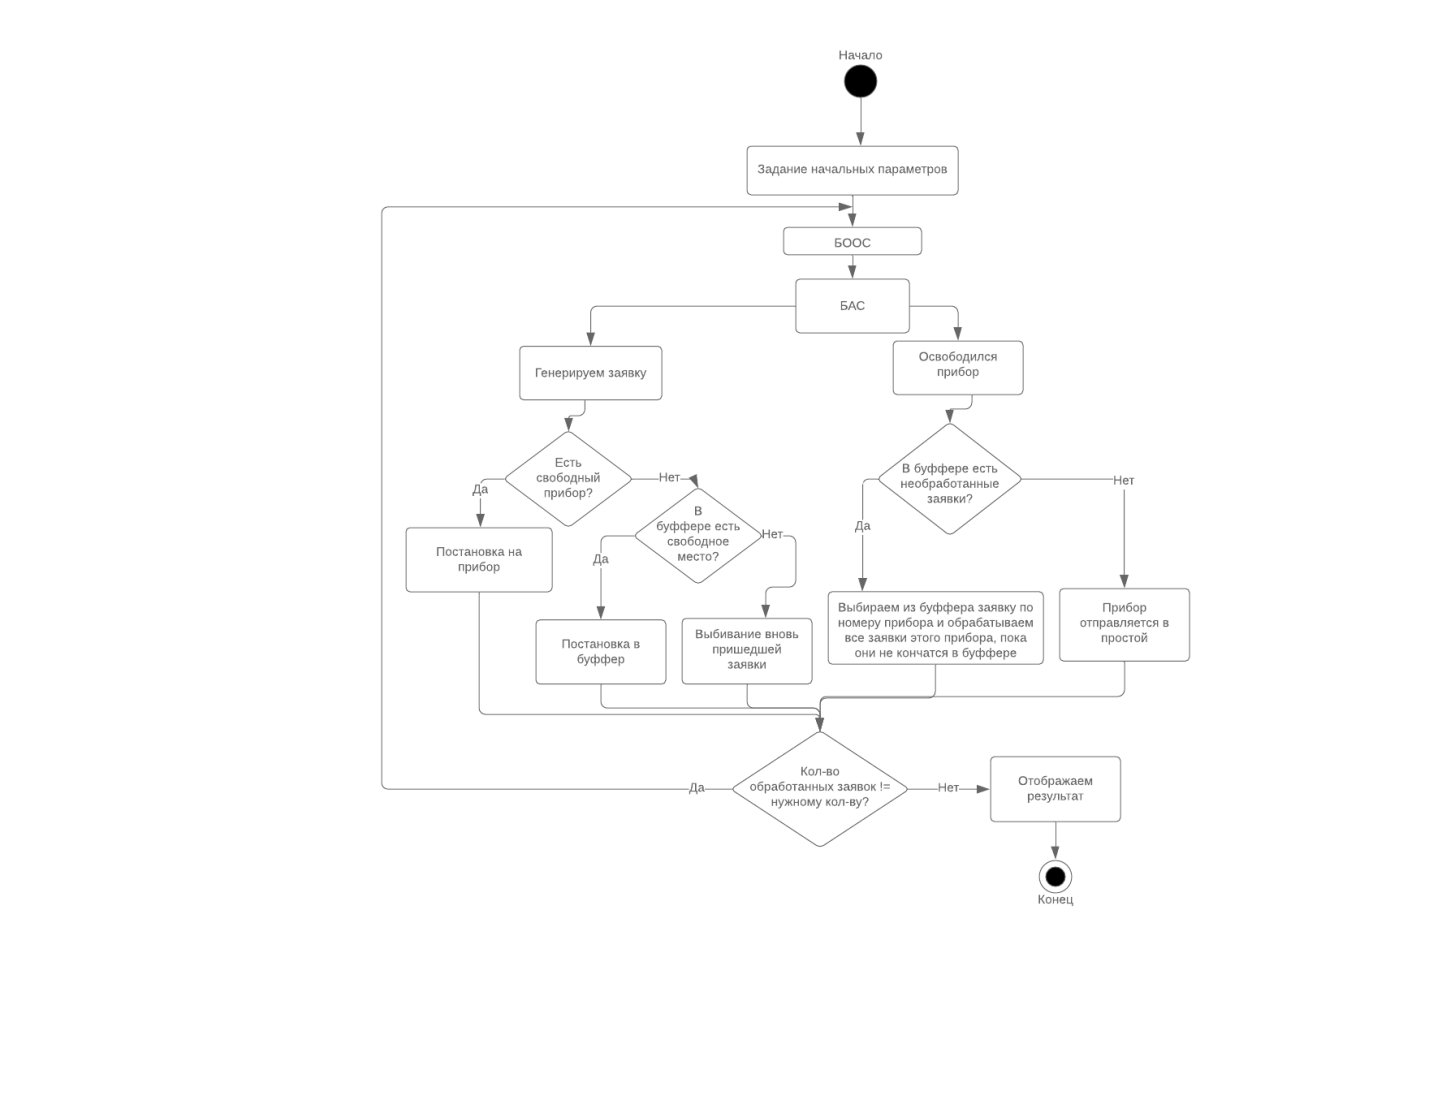 Начало
Задание начальных параметров
БООС
БАС
Генерируем заявку
Освободился
прибор
Есть
свободный
прибор?
Да
Нет
В
буффере есть
свободное
место?
Да
Нет
В буффере есть
необработанные
заявки?
Да
Нет
Постановка на
прибор
Постановка в
буффер
Выбивание вновь
пришедшей
заявки
Выбираем из буффера заявку по
номеру прибора и обрабатываем
все заявки этого прибора, пока
они не кончатся в буффере
Прибор
отправляется в
простой
Кол-во
обработанных заявок !=
нужному кол-ву?
Да
Нет
Отображаем
результат
Конец